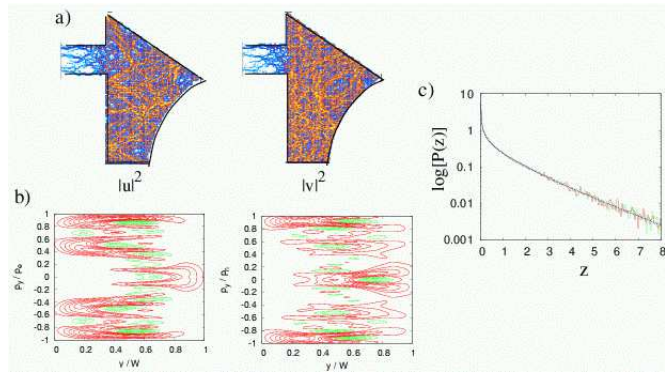 a)
|u|²
|v|²
b)
p_y / p_e
1
0.8
0.6
0.4
0.2
0
-0.2
-0.4
-0.6
-0.8
-1
0 0.2 0.4 0.6 0.8 1
y / W
p_y / p_h
1
0.8
0.6
0.4
0.2
0
-0.2
-0.4
-0.6
-0.8
-1
0 0.2 0.4 0.6 0.8 1
y / W
c)
log[P(z)]
10
1
0.1
0.01
0.001
0 1 2 3 4 5 6 7 8
z